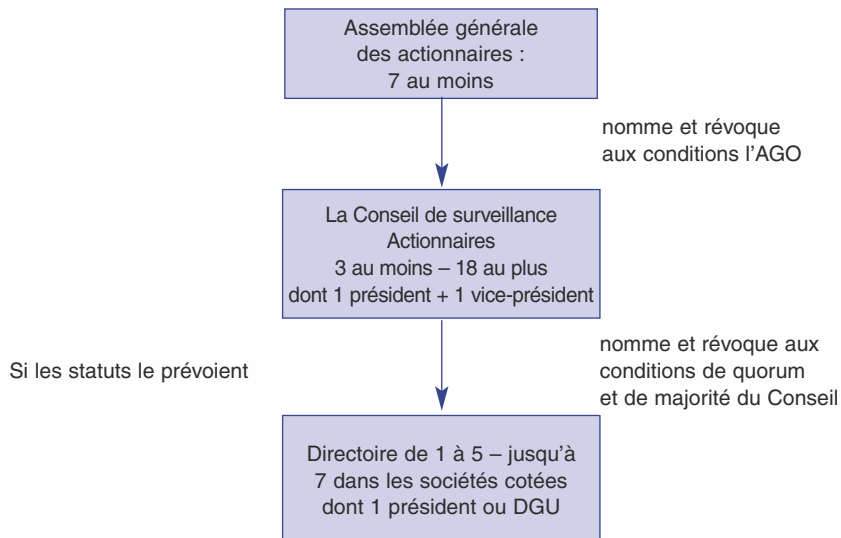 Assemblée générale
des actionnaires :
7 au moins
nomme et révoque
aux conditions l’AGO
La Conseil de surveillance
Actionnaires
3 au moins – 18 au plus
dont 1 président + 1 vice-président
Si les statuts le prévoient
nomme et révoque aux
conditions de quorum
et de majorité du Conseil
Directoire de 1 à 5 – jusqu’à
7 dans les sociétés cotées
dont 1 président ou DGU